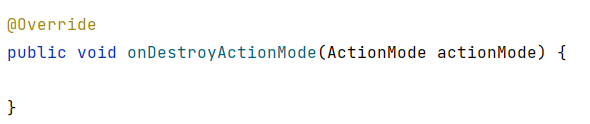 @Override
public void onDestroyActionMode(ActionMode actionMode) {
}